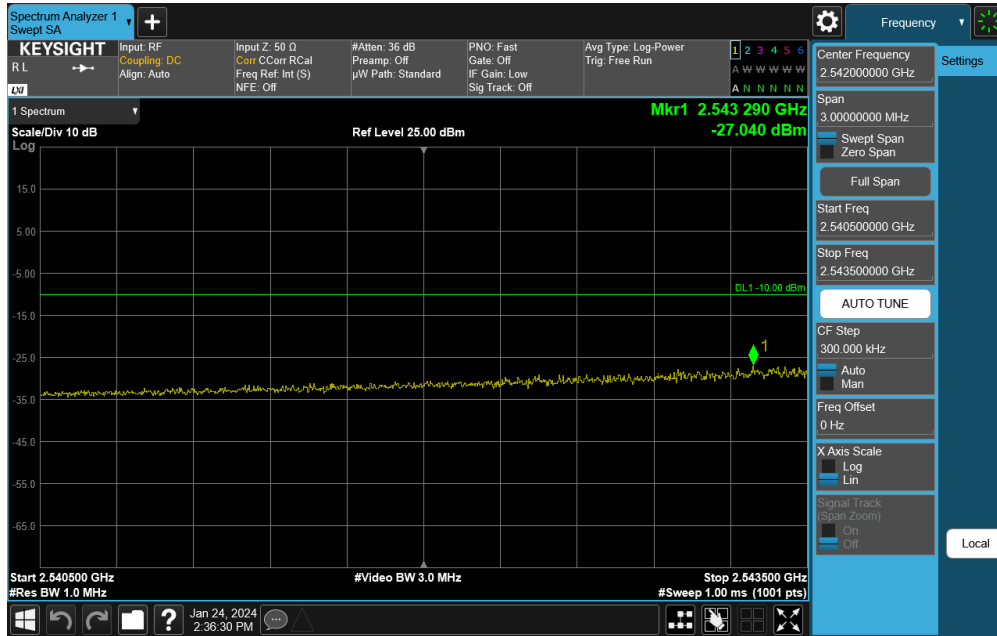 Spectrum Analyzer 1
Swept SA
+
Frequency
KEYSIGHT
R L
LXI
Input: RF
Coupling: DC
Align: Auto
Input Z: 50 Ω
Corr CCorr RCal
Freq Ref: Int (S)
NFE: Off
#Atten: 36 dB
Preamp: Off
µW Path: Standard
PNO: Fast
Gate: Off
IF Gain: Low
Sig Track: Off
Avg Type: Log-Power
Trig: Free Run
1 2 3 4 5 6
A W W W W W
A N N N N N
1 Spectrum
Scale/Div 10 dB
Log
Ref Level 25.00 dBm
Mkr1 2.543 290 GHz
-27.040 dBm
15.0
5.00
-5.00
-15.0
-25.0
-35.0
-45.0
-55.0
-65.0
DL1 -10.00 dBm
1
Start 2.540500 GHz
#Res BW 1.0 MHz
#Video BW 3.0 MHz
Stop 2.543500 GHz
#Sweep 1.00 ms (1001 pts)
Center Frequency
2.542000000 GHz
Span
3.00000000 MHz
Swept Span
Zero Span
Full Span
Start Freq
2.540500000 GHz
Stop Freq
2.543500000 GHz
AUTO TUNE
CF Step
300.000 kHz
Auto
Man
Freq Offset
0 Hz
X Axis Scale
Log
Lin
Signal Track
(Span Zoom)
On
Off
Settings
Local
?
Jan 24, 2024
2:36:30 PM